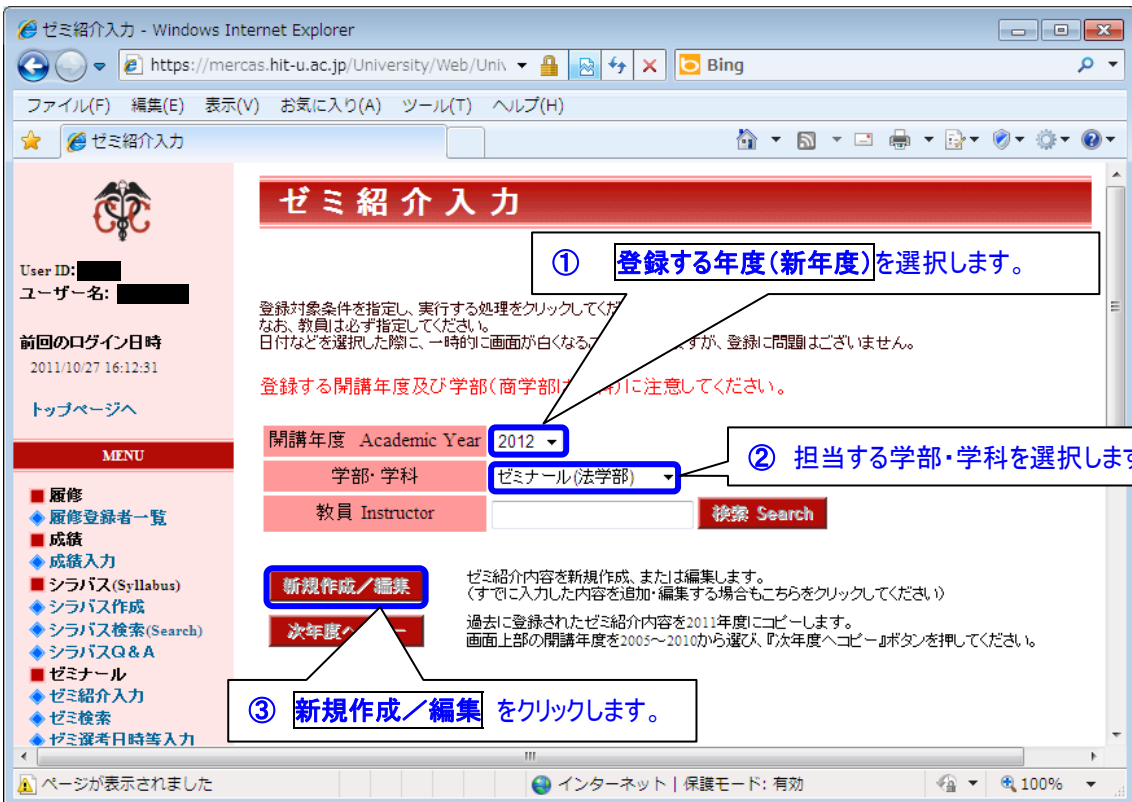 ゼミ紹介入力 - Windows Internet Explorer
https://mercas.hit-u.ac.jp/University/Web/Univ
Bing
ファイル(F) 編集(E) 表示(V) お気に入り(A) ツール(T) ヘルプ(H)
ゼミ紹介入力
User ID:
ユーザー名:
前回のログイン日時
2011/10/27 16:12:31
トップページへ
MENU
■ 履修
◆ 履修登録者一覧
■ 成績
◆ 成績入力
■ シラバス(Syllabus)
◆ シラバス作成
◆ シラバス検索(Search)
◆ シラバスQ&A
■ ゼミナール
◆ ゼミ紹介入力
◆ ゼミ検索
◆ ゼミ選考日時等入力
ゼミ紹介入力
① 登録する年度(新年度)を選択します。
登録対象条件を指定し、実行する処理をクリックしてくだ
なお、教員は必ず指定してください。
日付などを選択した際に、一時的に画面が白くなる ますが、登録に問題はございません。
登録する開講年度及び学部(商学部は に注意してください。
開講年度 Academic Year 2012
② 担当する学部・学科を選択します
学部・学科 ゼミナール(法学部)
教員 Instructor 検索 Search
新規作成/編集 ゼミ紹介内容を新規作成、または編集します。
(すでに入力した内容を追加・編集する場合もこちらをクリックしてください)
次年度へ ー 過去に登録されたゼミ紹介内容を2011年度にコピーします。
画面上部の開講年度を2005~2010から選び、『次年度へコピー』ボタンを押してください。
③ 新規作成/編集 をクリックします。
ページが表示されました インターネット | 保護モード: 有効 100%